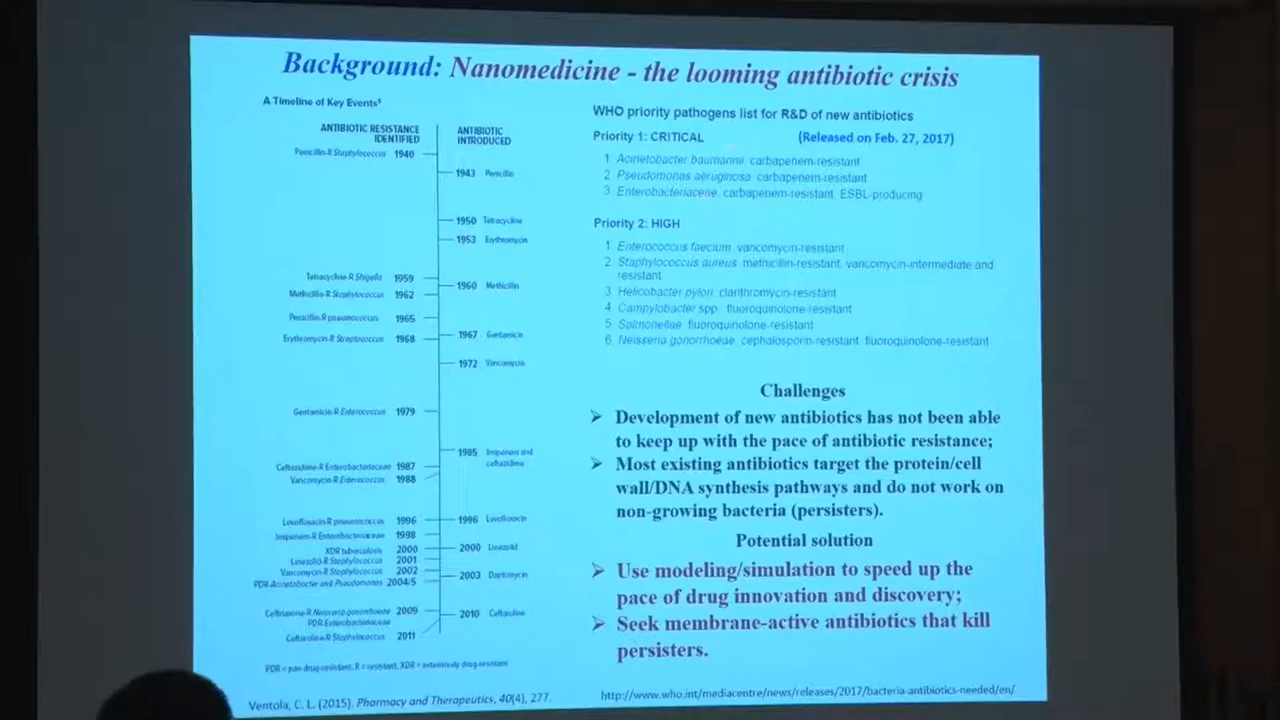 Background: Nanomedicine - the looming antibiotic crisis
A Timeline of Key Events⁵
ANTIBIOTIC RESISTANCE
IDENTIFIED
ANTIBIOTIC
INTRODUCED
Penicillin-R Staphylococcus 1940
1943 Penicillin
1950 Tetracycline
1953 Erythromycin
Tetracycline-R Shigella 1959
1960 Methicillin
Methicillin-R Staphylococcus 1962
Penicillin-R pneumococcus 1965
1967 Gentamicin
Erythromycin-R Streptococcus 1968
1972 Vancomycin
Gentamicin-R Enterococcus 1979
1985 Imipenem and
ceftazidime
Ceftazidime-R Enterobacteriaceae 1987
Vancomycin-R Enterococcus 1988
Levofloxacin-R pneumococcus 1996
1996 Levofloxacin
Imipenem-R Enterobacteriaceae 1998
XDR tuberculosis 2000
2000 Linezolid
Linezolid-R Staphylococcus 2001
Vancomycin-R Staphylococcus 2002
2003 Daptomycin
PDR-Acinetobacter and Pseudomonas 2004/5
Ceftriaxone-R Neisseria gonorrhoeae 2009
PDR Enterobacteriaceae
2010 Ceftaroline
Ceftaroline-R Staphylococcus 2011
PDR = pan-drug-resistant, R = resistant, XDR = extensively drug-resistant
Ventola, C. L. (2015). Pharmacy and Therapeutics, 40(4), 277.
WHO priority pathogens list for R&D of new antibiotics
Priority 1: CRITICAL (Released on Feb. 27, 2017)
1 Acinetobacter baumannii, carbapenem-resistant
2 Pseudomonas aeruginosa, carbapenem-resistant
3 Enterobacteriaceae, carbapenem-resistant, ESBL-producing
Priority 2: HIGH
1. Enterococcus faecium, vancomycin-resistant
2 Staphylococcus aureus, methicillin-resistant, vancomycin-intermediate and
resistant
3 Helicobacter pylori, clarithromycin-resistant
4 Campylobacter spp., fluoroquinolone-resistant
5 Salmonellae, fluoroquinolone-resistant
6. Neisseria gonorrhoeae, cephalosporin-resistant, fluoroquinolone-resistant
Challenges
➢ Development of new antibiotics has not been able
to keep up with the pace of antibiotic resistance;
➢ Most existing antibiotics target the protein/cell
wall/DNA synthesis pathways and do not work on
non-growing bacteria (persisters).
Potential solution
➢ Use modeling/simulation to speed up the
pace of drug innovation and discovery;
➢ Seek membrane-active antibiotics that kill
persisters.
http://www.who.int/mediacentre/news/releases/2017/bacteria-antibiotics-needed/en/